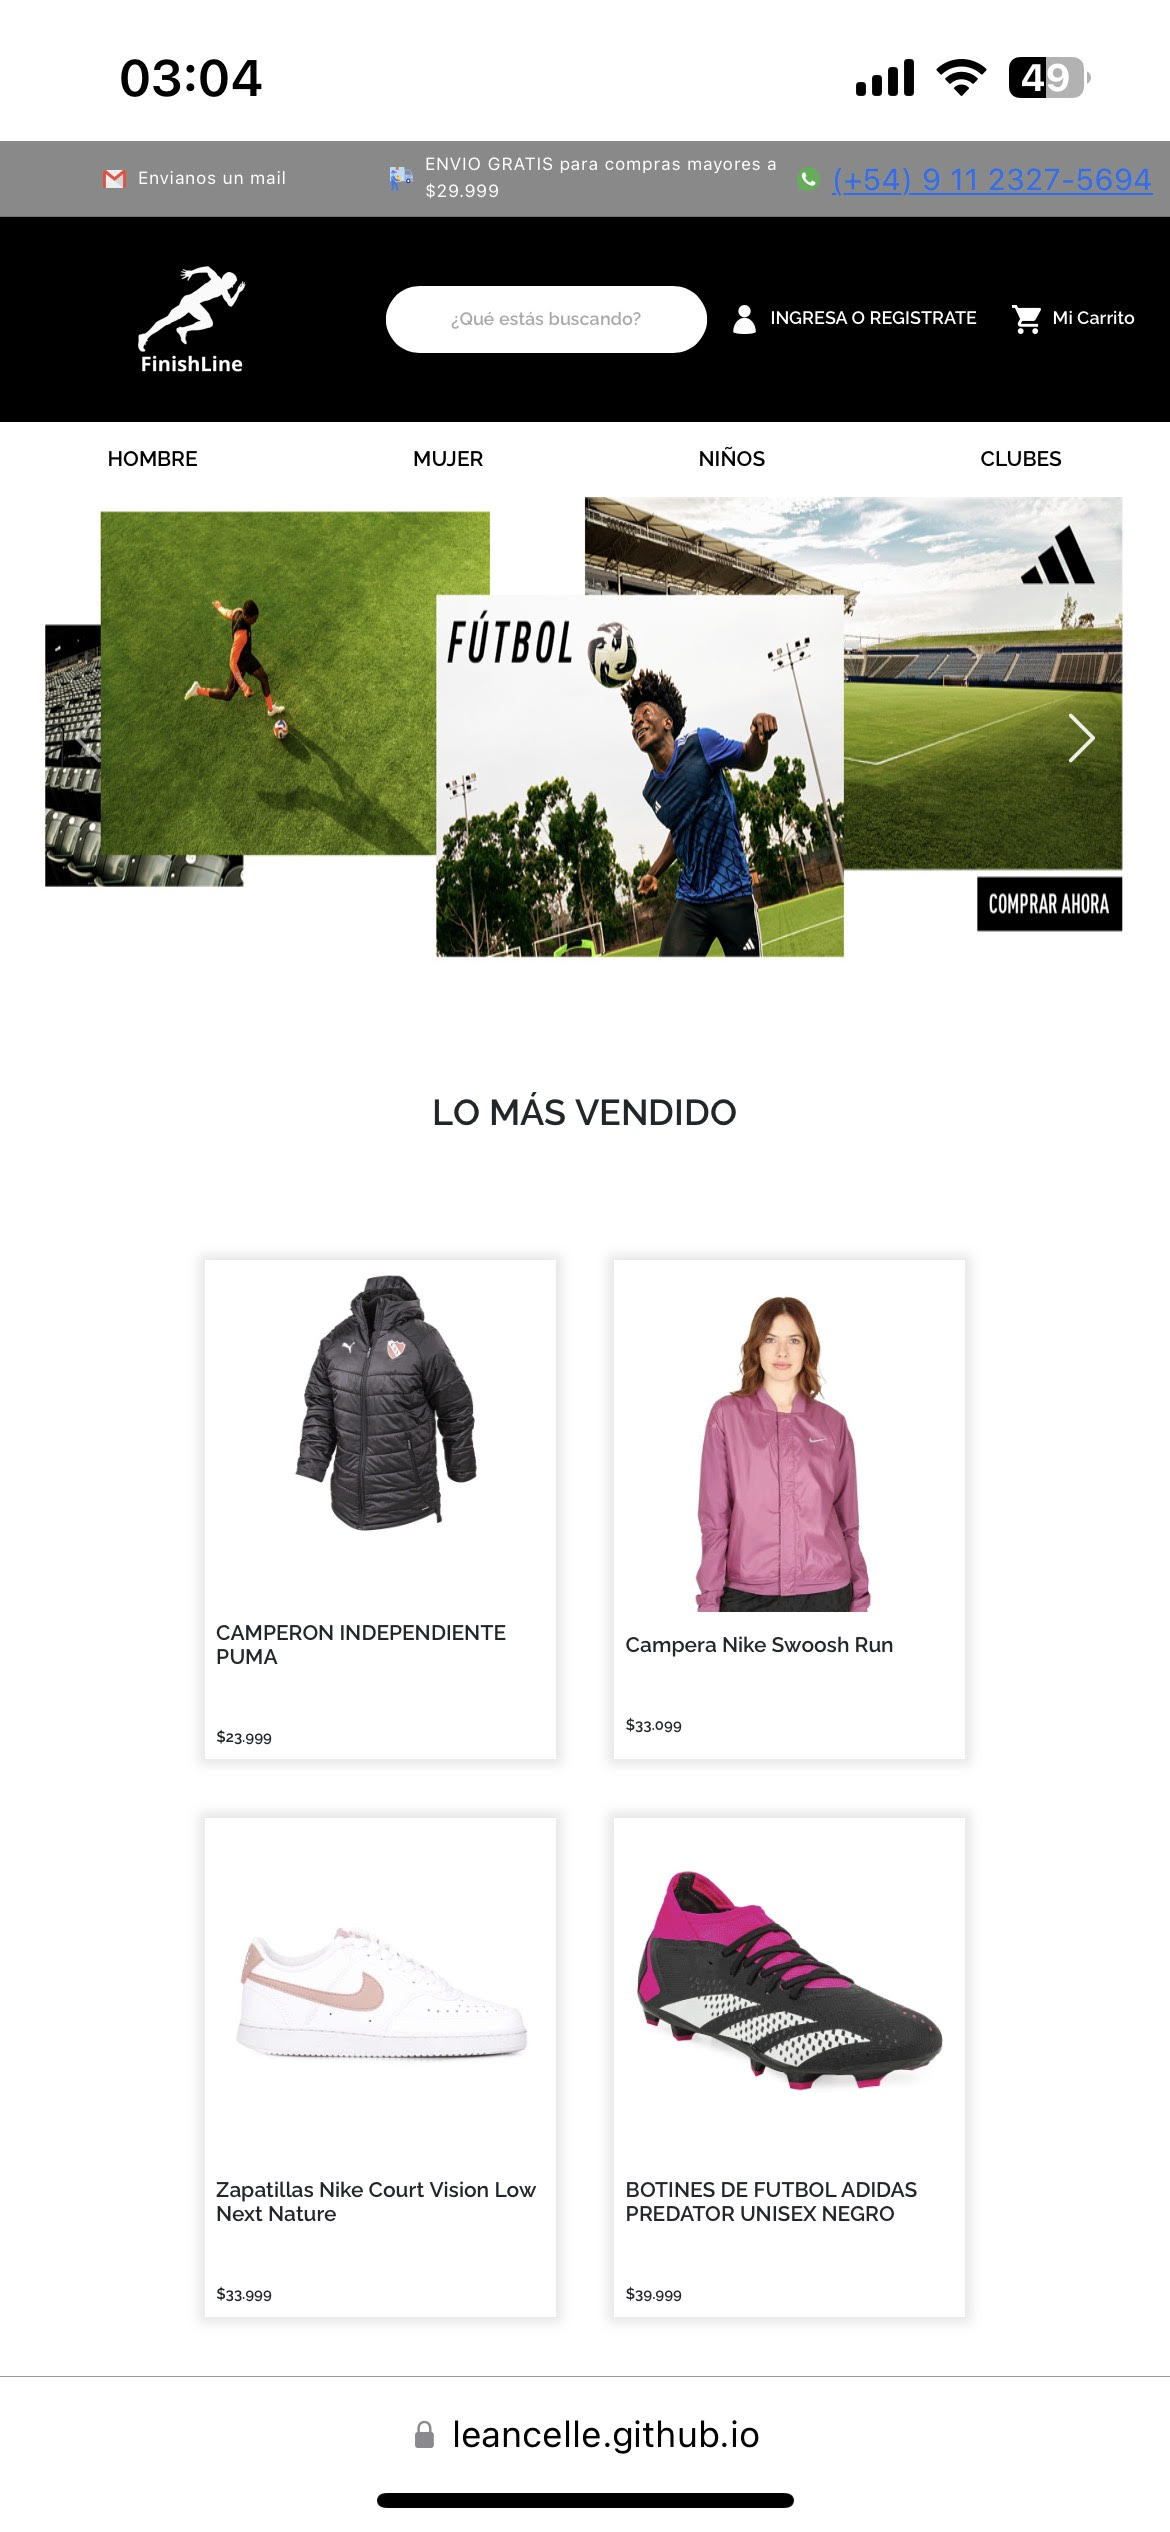 03:04
49
Envianos un mail
ENVIO GRATIS para compras mayores a
$29.999
(+54) 9 11 2327-5694
FinishLine
¿Qué estás buscando?
INGRESA O REGISTRATE
Mi Carrito
HOMBRE
MUJER
NIÑOS
CLUBES
FÚTBOL
COMPRAR AHORA
LO MÁS VENDIDO
CAMPERON INDEPENDIENTE
PUMA
$23.999
Campera Nike Swoosh Run
$33.099
Zapatillas Nike Court Vision Low
Next Nature
$33.999
BOTINES DE FUTBOL ADIDAS
PREDATOR UNISEX NEGRO
$39.999
leancelle.github.io